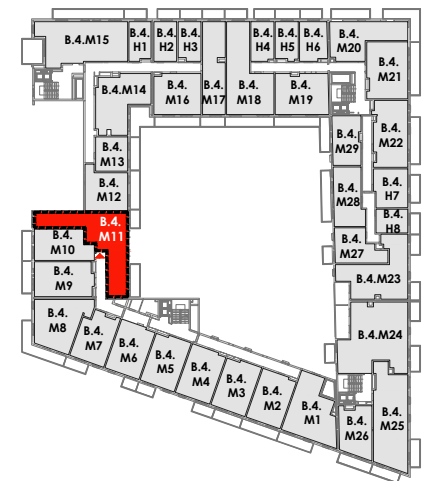 B.4.M15
B.4.
H1
B.4.
H2
B.4.
H3
B.4.
H4
B.4.
H5
B.4.
H6
B.4.
M20
B.4.
M21
B.4.M14
B.4.
M16
B.4.
M17
B.4.
M18
B.4.
M19
B.4.
M22
B.4.
M29
B.4.
M13
B.4.
M12
B.4.
M28
B.4.
H7
B.4.
H8
B.4.
M11
B.4.
M10
B.4.
M27
B.4.
M9
B.4.M23
B.4.
M8
B.4.
M7
B.4.
M6
B.4.
M5
B.4.
M4
B.4.
M3
B.4.
M2
B.4.
M1
B.4.M24
B.4.
M26
B.4.
M25